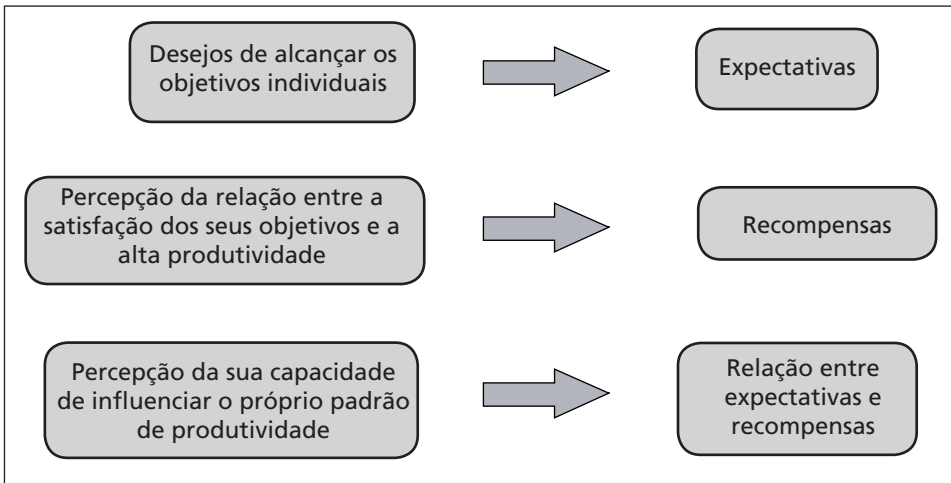 Desejos de alcançar os
objetivos individuais
Expectativas
Percepção da relação entre a
satisfação dos seus objetivos e a
alta produtividade
Recompensas
Percepção da sua capacidade
de influenciar o próprio padrão
de produtividade
Relação entre
expectativas e
recompensas